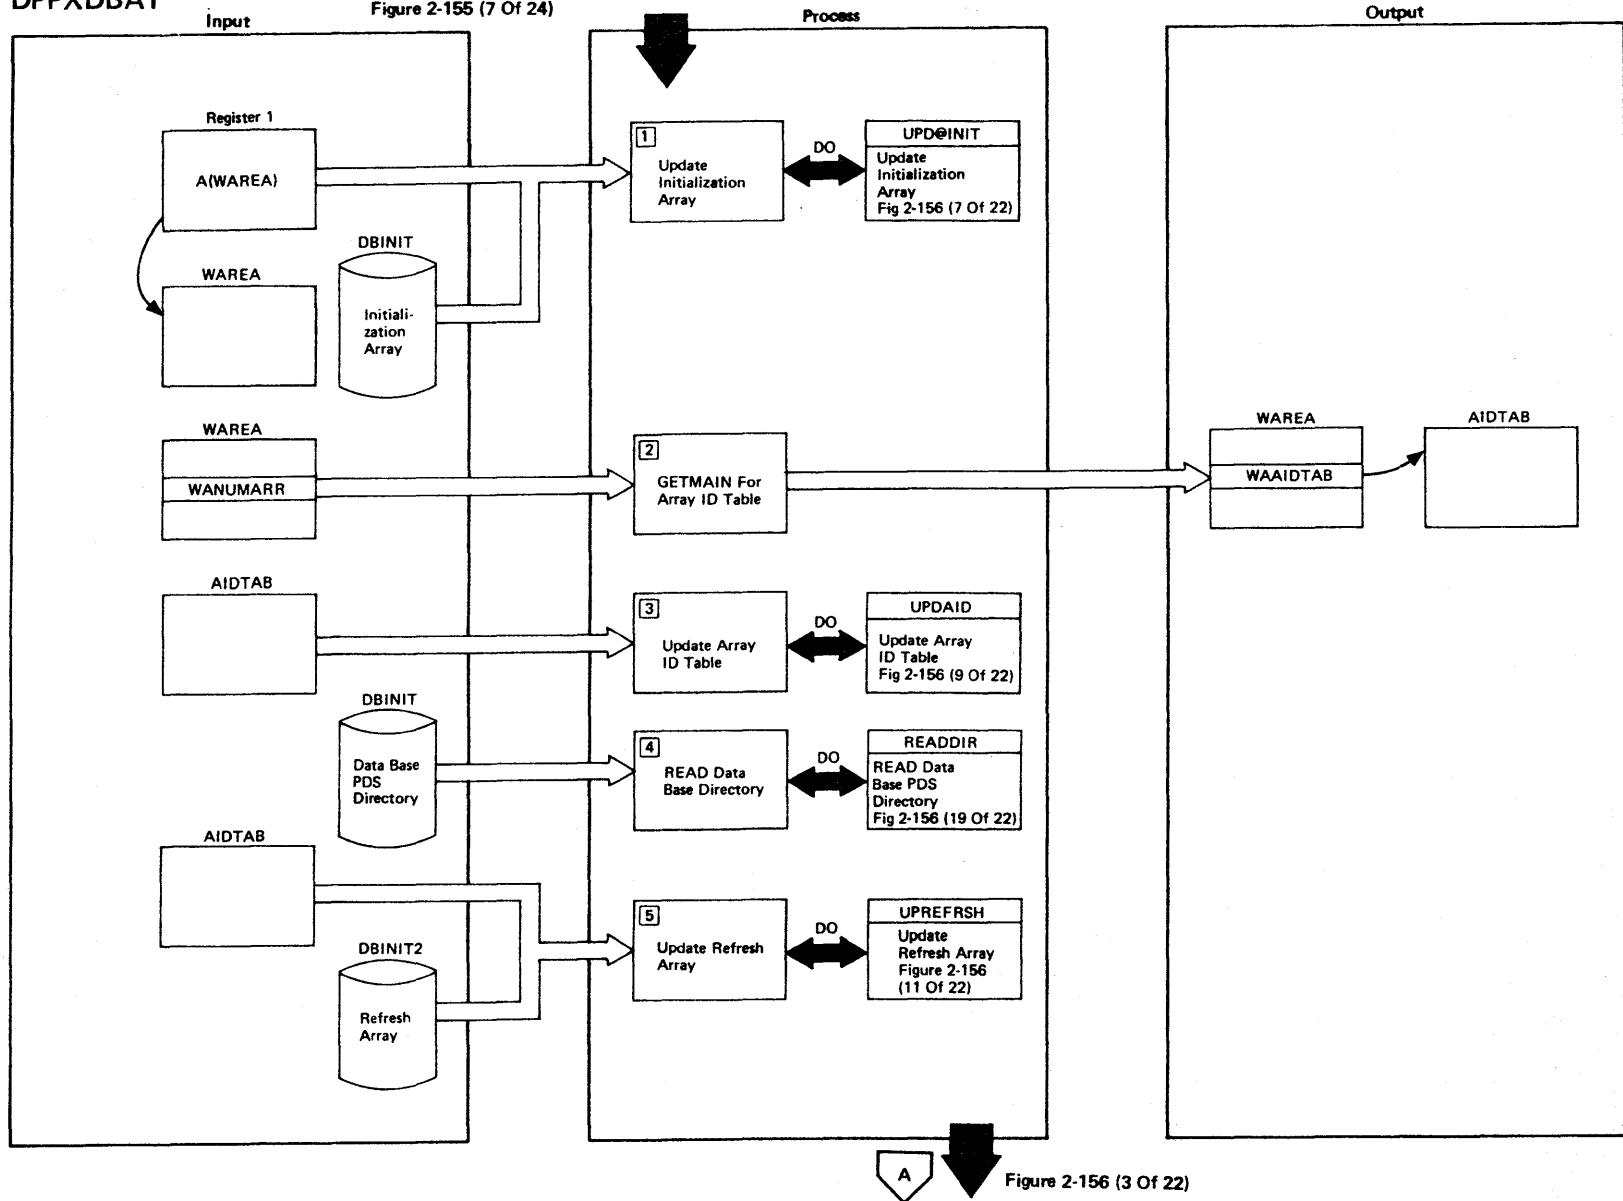 Figure 2-155 (7 Of 24)
Input
Process
Output
Register 1
A(WAREA)
WAREA
DBINIT
Initiali-
zation
Array
1
Update
Initialization
Array
DO
UPD@INIT
Update
Initialization
Array
Fig 2-156 (7 Of 22)
WAREA
WANUMARR
2
GETMAIN For
Array ID Table
WAREA
WAAIDTAB
AIDTAB
AIDTAB
3
Update Array
ID Table
DO
UPDAID
Update Array
ID Table
Fig 2-156 (9 Of 22)
DBINIT
Data Base
PDS
Directory
4
READ Data
Base Directory
DO
READDIR
READ Data
Base PDS
Directory
Fig 2-156 (19 Of 22)
AIDTAB
DBINIT2
Refresh
Array
5
Update Refresh
Array
DO
UPREFRSH
Update
Refresh Array
Figure 2-156
(11 Of 22)
A
Figure 2-156 (3 Of 22)